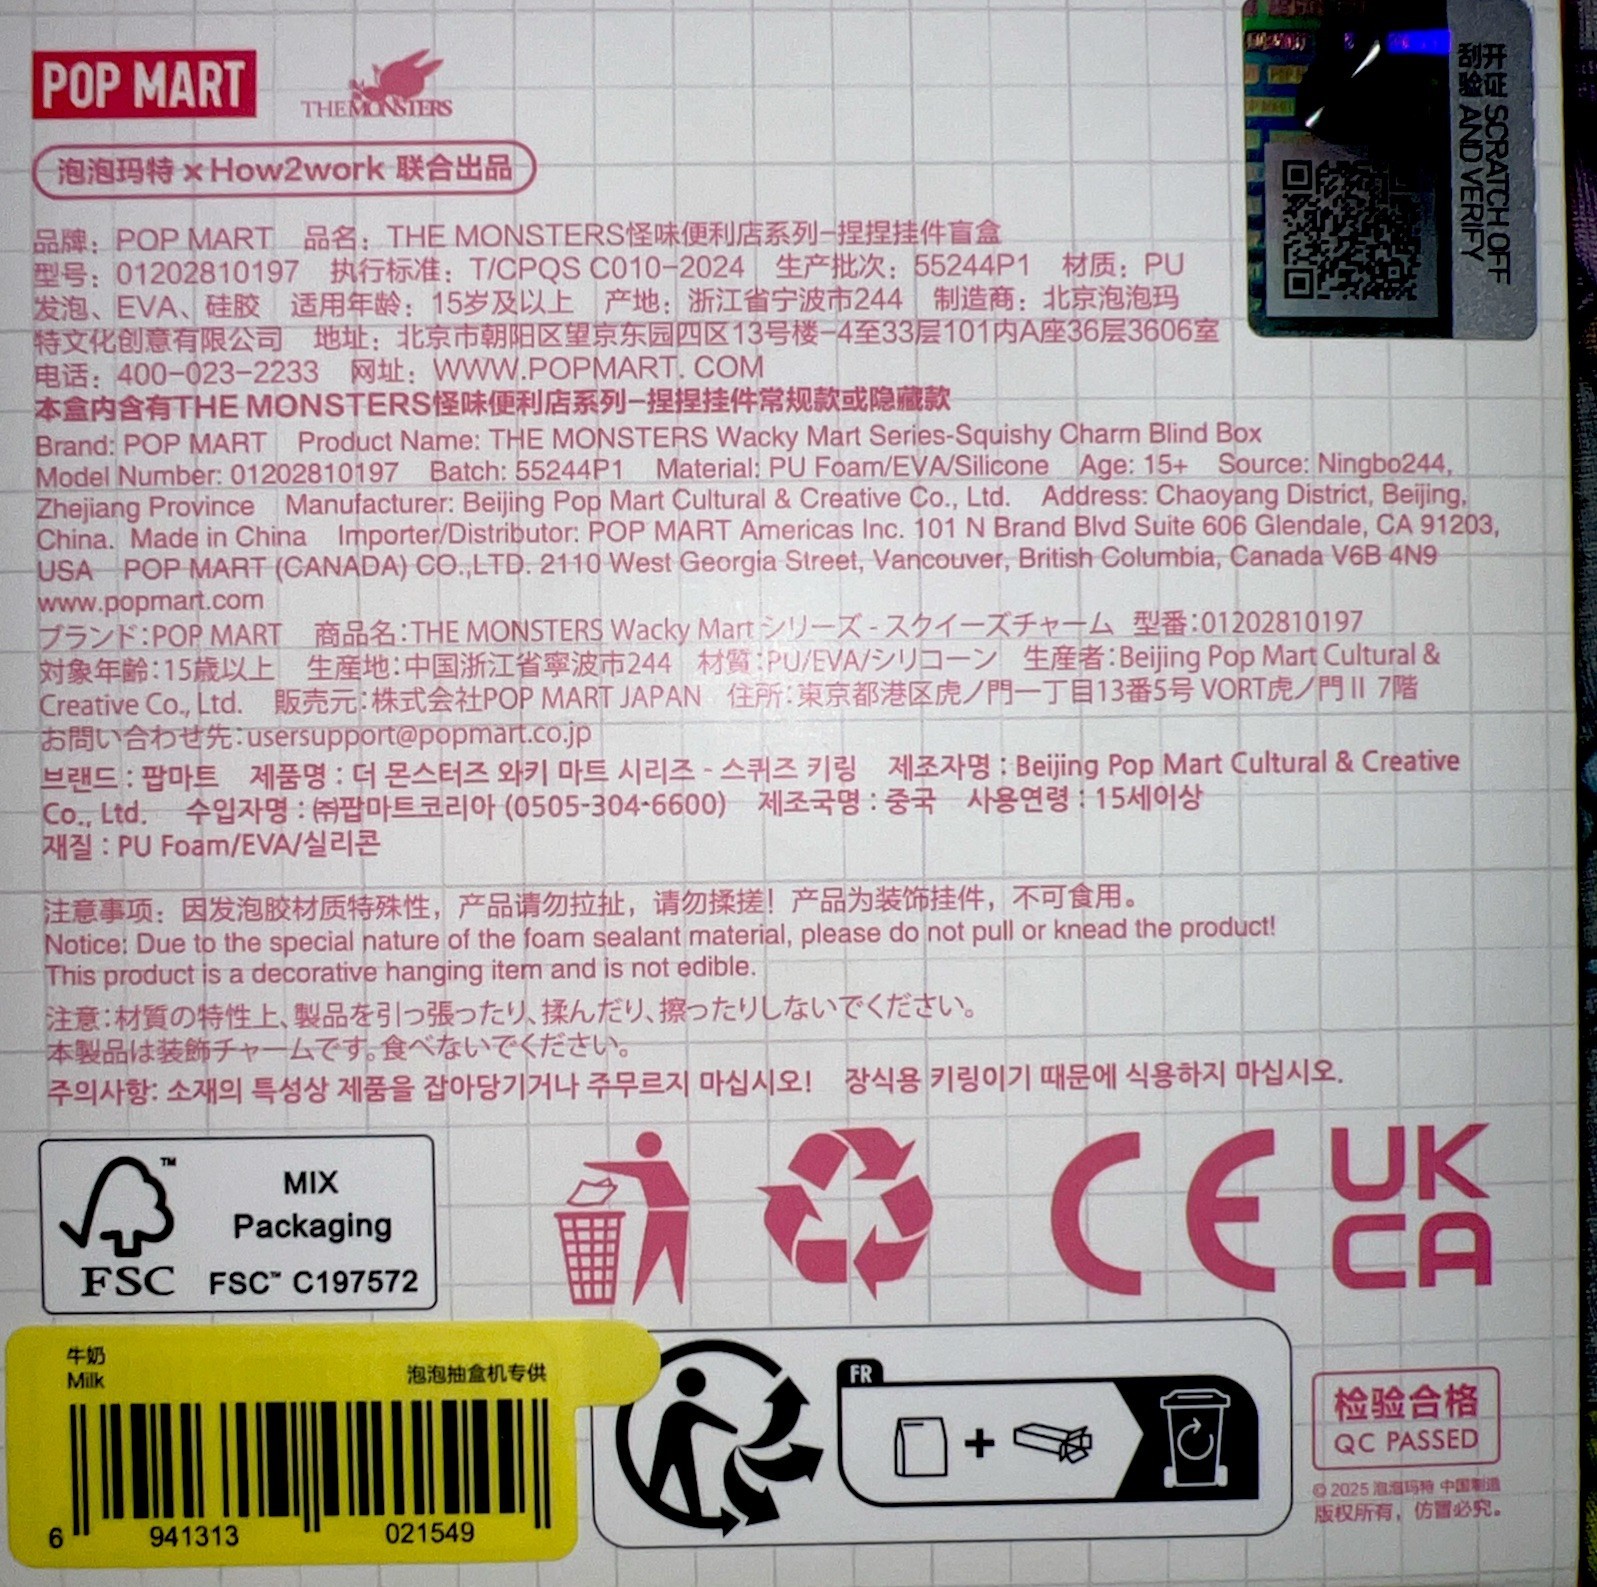 POP MART
THE MONSTERS
泡泡玛特 × How2work 联合出品
品牌：POP MART 品名：THE MONSTERS怪味便利店系列-捏捏挂件盲盒
型号：01202810197 执行标准：T/CPQS C010-2024 生产批次：55244P1 材质：PU
发泡、EVA、硅胶 适用年龄：15岁及以上 产地：浙江省宁波市244 制造商：北京泡泡玛
特文化创意有限公司 地址：北京市朝阳区望京东园四区13号楼-4至33层101内A座36层3606室
电话：400-023-2233 网址：WWW.POPMART. COM
本盒内含有THE MONSTERS怪味便利店系列-捏捏挂件常规款或隐藏款
Brand: POP MART Product Name: THE MONSTERS Wacky Mart Series-Squishy Charm Blind Box
Model Number: 01202810197 Batch: 55244P1 Material: PU Foam/EVA/Silicone Age: 15+ Source: Ningbo244,
Zhejiang Province Manufacturer: Beijing Pop Mart Cultural & Creative Co., Ltd. Address: Chaoyang District, Beijing,
China. Made in China Importer/Distributor: POP MART Americas Inc. 101 N Brand Blvd Suite 606 Glendale, CA 91203,
USA POP MART (CANADA) CO.,LTD. 2110 West Georgia Street, Vancouver, British Columbia, Canada V6B 4N9
www.popmart.com
ブランド：POP MART 商品名：THE MONSTERS Wacky Mart シリーズ - スクイーズチャーム 型番：01202810197
対象年齢：15歳以上 生産地：中国浙江省寧波市244 材質：PU/EVA/シリコーン 生産者：Beijing Pop Mart Cultural &
Creative Co., Ltd. 販売元：株式会社POP MART JAPAN 住所：東京都港区虎ノ門一丁目13番5号 VORT虎ノ門Ⅱ 7階
お問い合わせ先：usersupport@popmart.co.jp
브랜드 : 팝마트 제품명 : 더 몬스터즈 와키 마트 시리즈 - 스퀴즈 키링 제조자명 : Beijing Pop Mart Cultural & Creative
Co., Ltd. 수입자명 : ㈜팝마트코리아 (0505-304-6600) 제조국명 : 중국 사용연령 : 15세이상
재질 : PU Foam/EVA/실리콘
注意事项：因发泡胶材质特殊性，产品请勿拉扯，请勿揉搓！产品为装饰挂件，不可食用。
Notice: Due to the special nature of the foam sealant material, please do not pull or knead the product!
This product is a decorative hanging item and is not edible.
注意：材質の特性上、製品を引っ張ったり、揉んだり、擦ったりしないでください。
本製品は装飾チャームです。食べないでください。
주의사항: 소재의 특성상 제품을 잡아당기거나 주무르지 마십시오! 장식용 키링이기 때문에 식용하지 마십시오.
刮开验证 SCRATCH OFF
AND VERIFY
FSC™
MIX
Packaging
FSC™ C197572
CE
UK
CA
牛奶
Milk
泡泡抽盒机专供
6 941313 021549
FR
检验合格
QC PASSED
© 2025 泡泡玛特 中国制造
版权所有，仿冒必究。